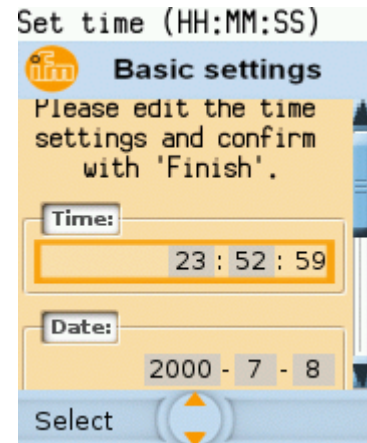 Set time (HH:MM:SS)
ifm
Basic settings
Please edit the time
settings and confirm
with 'Finish'.
Time:
23 : 52 : 59
Date:
2000 - 7 - 8
Select